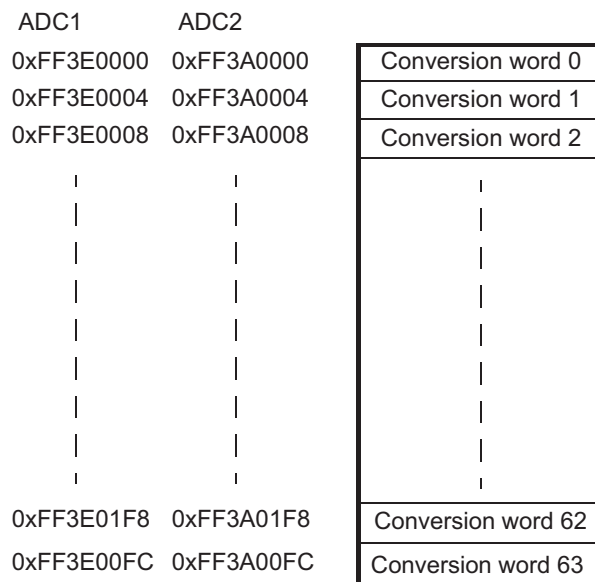 ADC1 ADC2
0xFF3E0000 0xFF3A0000 Conversion word 0
0xFF3E0004 0xFF3A0004 Conversion word 1
0xFF3E0008 0xFF3A0008 Conversion word 2
0xFF3E01F8 0xFF3A01F8 Conversion word 62
0xFF3E00FC 0xFF3A00FC Conversion word 63